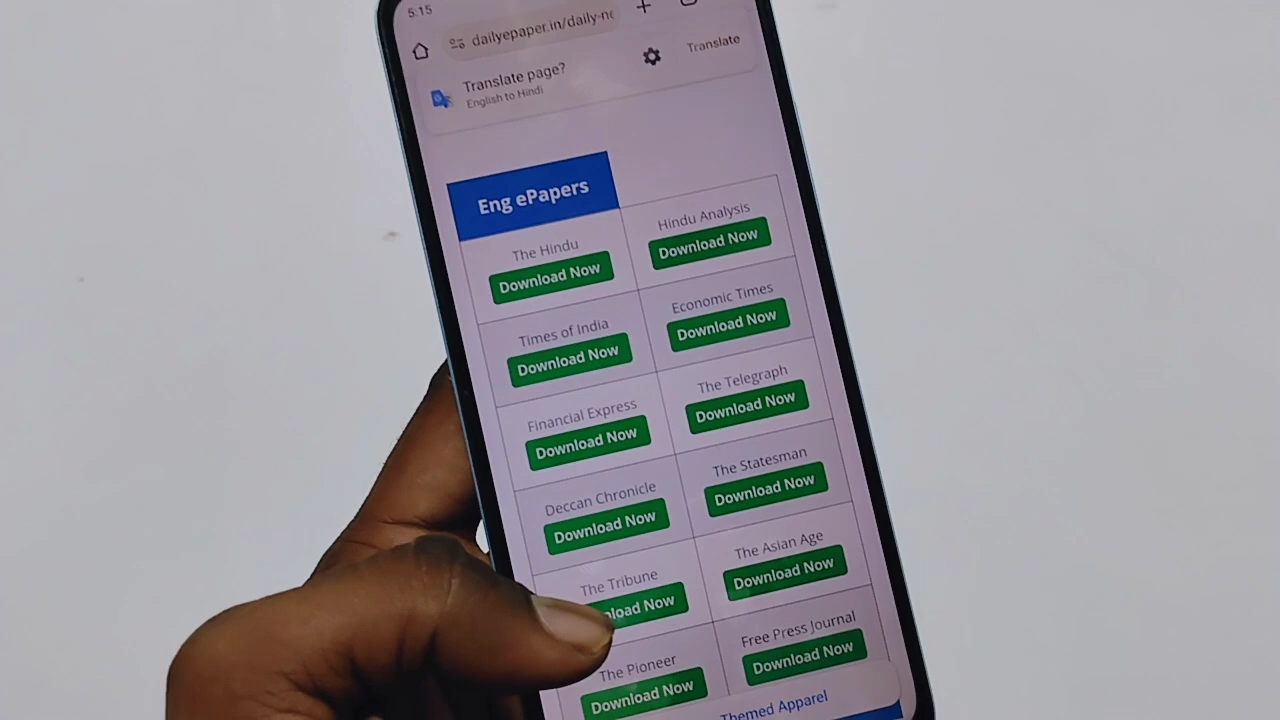 5:15
dailyepaper.in/daily-ne
Translate page?
English to Hindi
Translate
Eng ePapers
The Hindu
Download Now
Hindu Analysis
Download Now
Times of India
Download Now
Economic Times
Download Now
Financial Express
Download Now
The Telegraph
Download Now
Deccan Chronicle
Download Now
The Statesman
Download Now
The Tribune
nload Now
The Asian Age
Download Now
The Pioneer
Download Now
Free Press Journal
Download Now
Themed Apparel